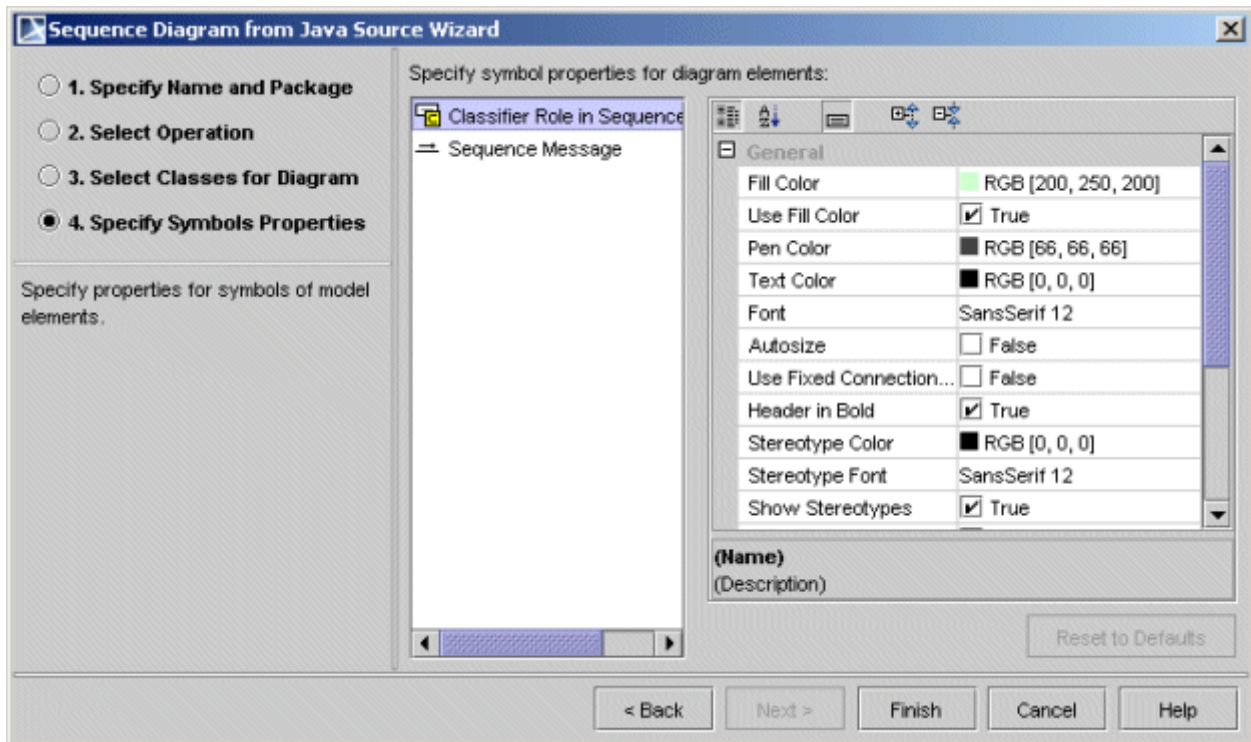 Sequence Diagram from Java Source Wizard
1. Specify Name and Package
2. Select Operation
3. Select Classes for Diagram
4. Specify Symbols Properties
Specify properties for symbols of model
elements.
Specify symbol properties for diagram elements:
Classifier Role in Sequence
Sequence Message
General
Fill Color RGB [200, 250, 200]
Use Fill Color True
Pen Color RGB [66, 66, 66]
Text Color RGB [0, 0, 0]
Font SansSerif 12
Autosize False
Use Fixed Connection... False
Header in Bold True
Stereotype Color RGB [0, 0, 0]
Stereotype Font SansSerif 12
Show Stereotypes True
(Name)
(Description)
Reset to Defaults
< Back Next > Finish Cancel Help